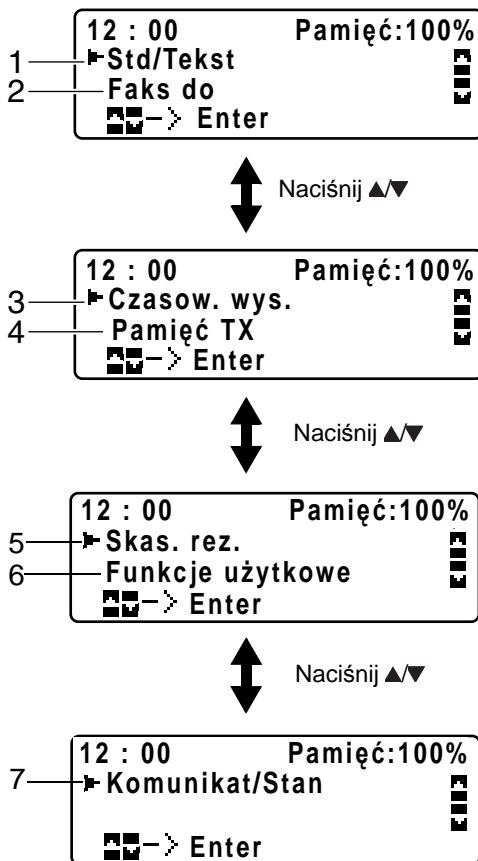 12 : 00 Pamięć:100%
1 Std/Tekst
2 Faks do
–> Enter
Naciśnij ▲/▼
12 : 00 Pamięć:100%
3 Czasow. wys.
4 Pamięć TX
–> Enter
Naciśnij ▲/▼
12 : 00 Pamięć:100%
5 Skas. rez.
6 Funkcje użytkowe
–> Enter
Naciśnij ▲/▼
12 : 00 Pamięć:100%
7 Komunikat/Stan
–> Enter